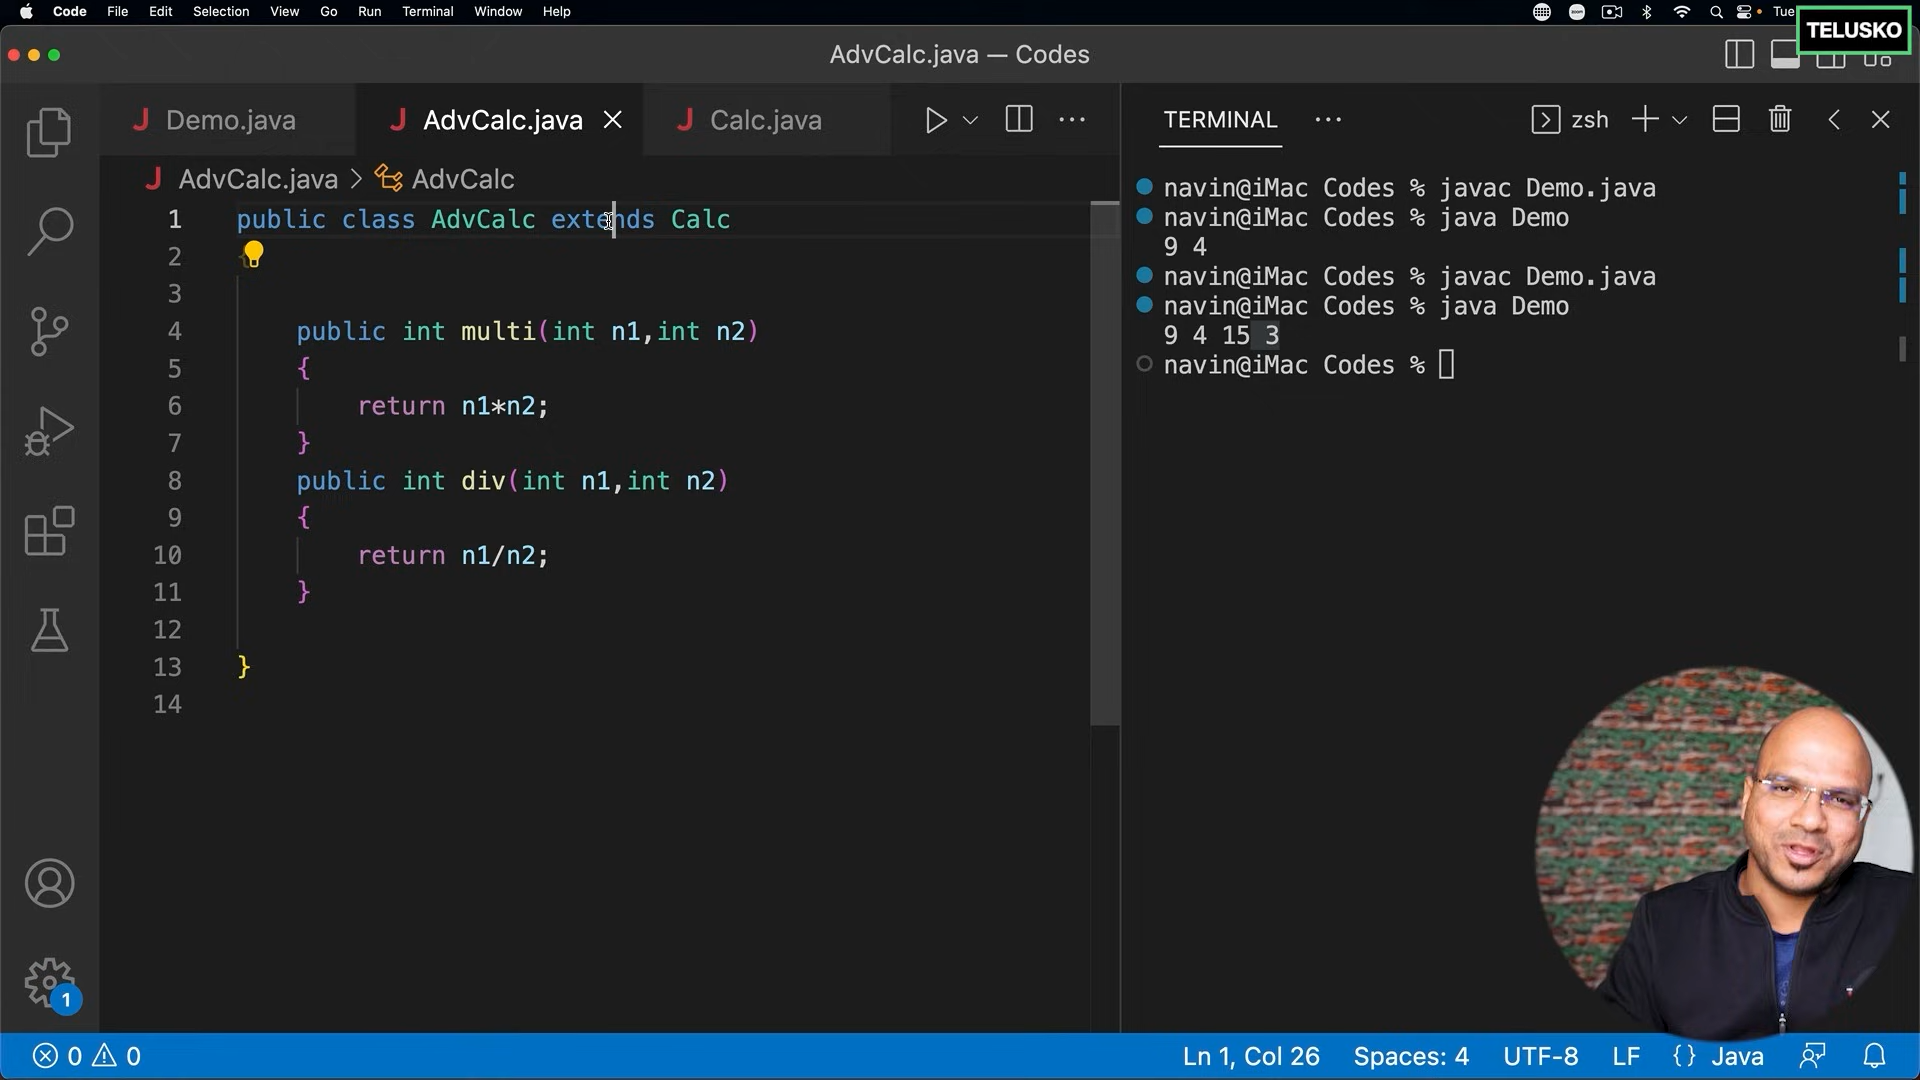 Code File Edit Selection View Go Run Terminal Window Help zoom Tue
TELUSKO
AdvCalc.java — Codes
Demo.java AdvCalc.java Calc.java
AdvCalc.java > AdvCalc
1 public class AdvCalc extends Calc
2 {
3
4 public int multi(int n1,int n2)
5 {
6 return n1*n2;
7 }
8 public int div(int n1,int n2)
9 {
10 return n1/n2;
11 }
12
13 }
14
TERMINAL ··· zsh
navin@iMac Codes % javac Demo.java
navin@iMac Codes % java Demo
9 4
navin@iMac Codes % javac Demo.java
navin@iMac Codes % java Demo
9 4 15 3
navin@iMac Codes %
1
0 0 Ln 1, Col 26 Spaces: 4 UTF-8 LF {} Java